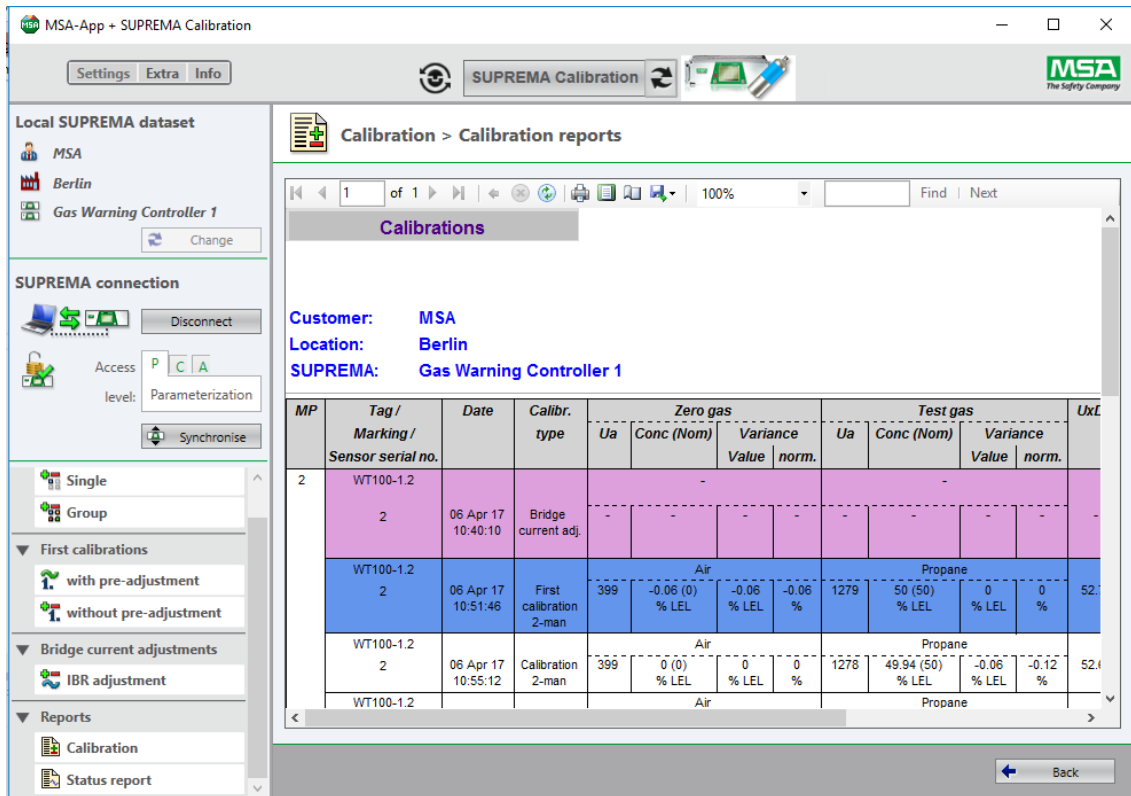 MSA-App + SUPREMA Calibration
Settings Extra Info
SUPREMA Calibration
MSA
The Safety Company
Local SUPREMA dataset
MSA
Berlin
Gas Warning Controller 1
Change
SUPREMA connection
Disconnect
Access level:
P C A
Parameterization
Synchronise
Single
Group
First calibrations
with pre-adjustment
without pre-adjustment
Bridge current adjustments
IBR adjustment
Reports
Calibration
Status report
Calibration > Calibration reports
1 of 1 100% Find | Next
Calibrations
Customer: MSA
Location: Berlin
SUPREMA: Gas Warning Controller 1
MP Tag / Date Calibr. Zero gas Test gas
Marking / type Ua Conc (Nom) Variance Ua Conc (Nom) Variance
Sensor serial no. Value norm. Value norm.
2 WT100-1.2 - -
2 06 Apr 17 Bridge - - - - - - - - -
10:40:10 current adj.
WT100-1.2 Air Propane
2 06 Apr 17 First 399 -0.06 (0) -0.06 -0.06 1279 50 (50) 0 0 52.
10:51:46 calibration % LEL % LEL % % LEL % LEL %
2-man
WT100-1.2 Air Propane
2 06 Apr 17 Calibration 399 0 (0) 0 0 1278 49.94 (50) -0.06 -0.12 52.
10:55:12 2-man % LEL % LEL % % LEL % LEL %
WT100-1.2 Air Propane
Back